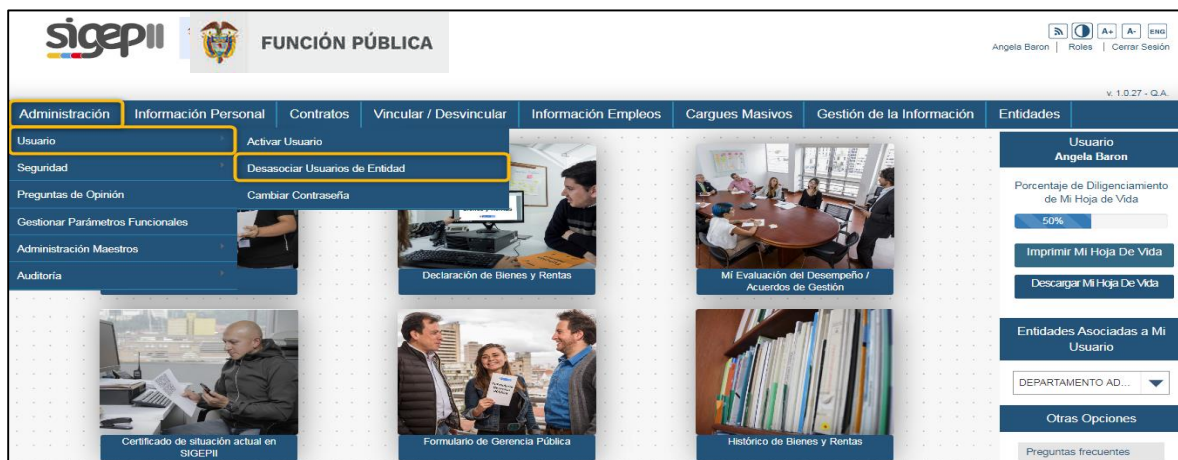 sigepII
FUNCIÓN PÚBLICA
A+ A- ENG
Angela Baron | Roles | Cerrar Sesión
v. 1.0.27 - Q.A.
Administración Información Personal Contratos Vincular / Desvincular Información Empleos Cargues Masivos Gestión de la Información Entidades
Usuario
Seguridad
Preguntas de Opinión
Gestionar Parámetros Funcionales
Administración Maestros
Auditoría
Activar Usuario
Desasociar Usuarios de Entidad
Cambiar Contraseña
Declaración de Bienes y Rentas
Mí Evaluación del Desempeño /
Acuerdos de Gestión
Certificado de situación actual en
SIGEPII
Formulario de Gerencia Pública
Histórico de Bienes y Rentas
Usuario
Angela Baron
Porcentaje de Diligenciamiento
de Mi Hoja de Vida
50%
Imprimir Mi Hoja De Vida
Descargar Mi Hoja De Vida
Entidades Asociadas a Mi
Usuario
DEPARTAMENTO AD...
Otras Opciones
Preguntas frecuentes